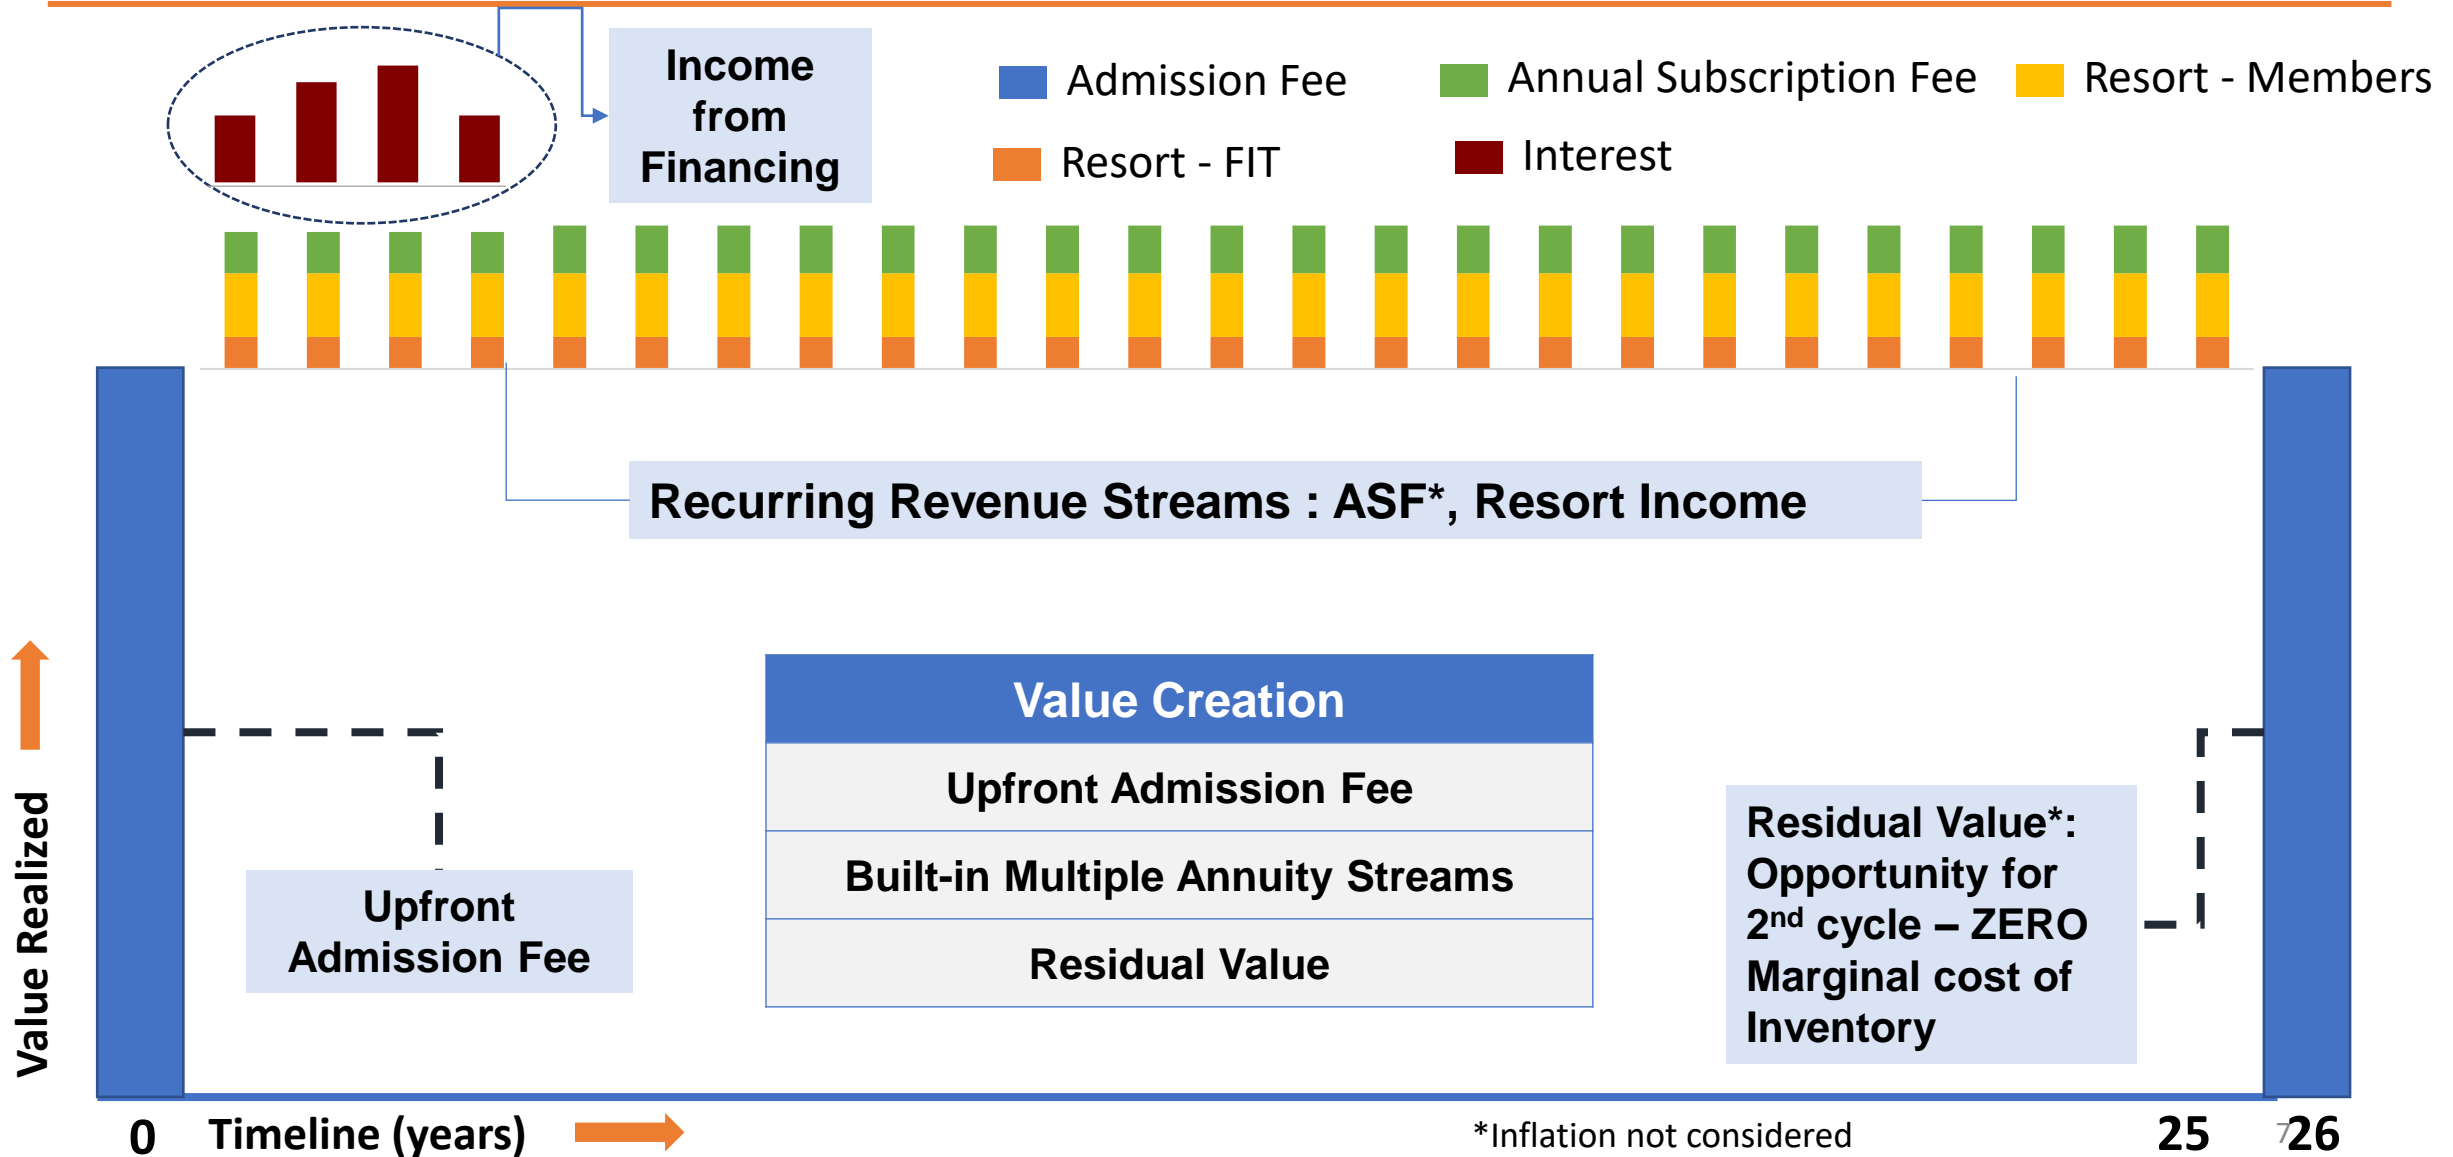 Income
from
Financing
Admission Fee
Annual Subscription Fee
Resort - Members
Resort - FIT
Interest
Recurring Revenue Streams : ASF*, Resort Income
Value Creation
Upfront Admission Fee
Built-in Multiple Annuity Streams
Residual Value
Upfront
Admission Fee
Residual Value*:
Opportunity for
2nd cycle – ZERO
Marginal cost of
Inventory
Value Realized
0
Timeline (years)
*Inflation not considered
25
7
26